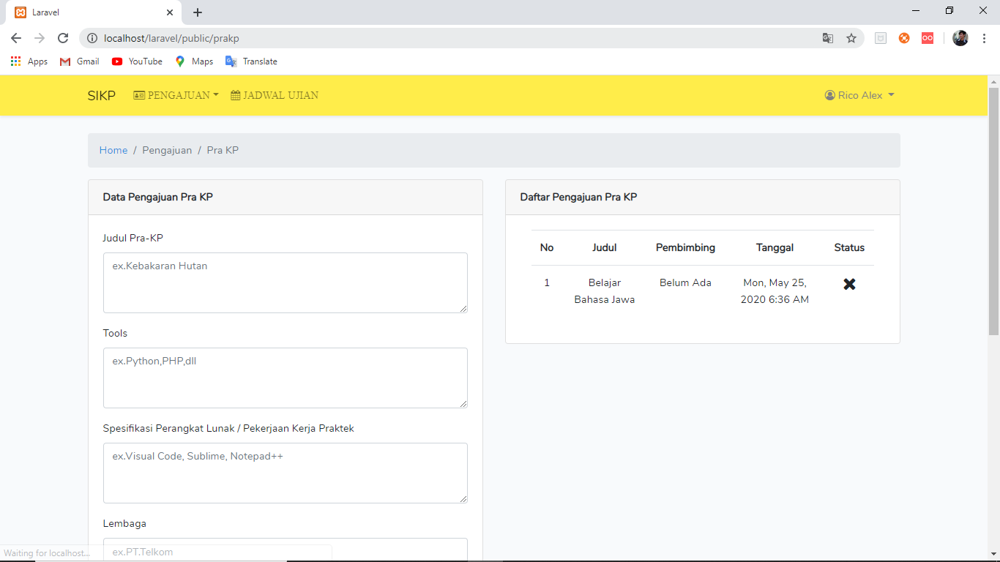 Laravel
localhost/laravel/public/prakp
Apps Gmail YouTube Maps Translate
SIKP PENGAJUAN JADWAL UJIAN Rico Alex
Home / Pengajuan / Pra KP
Data Pengajuan Pra KP
Judul Pra-KP
ex.Kebakaran Hutan
Tools
ex.Python,PHP,dll
Spesifikasi Perangkat Lunak / Pekerjaan Kerja Praktek
ex.Visual Code, Sublime, Notepad++
Lembaga
ex.PT.Telkom
Daftar Pengajuan Pra KP
No Judul Pembimbing Tanggal Status
1 Belajar Belum Ada Mon, May 25,
Bahasa Jawa 2020 6:36 AM
Waiting for localhost...